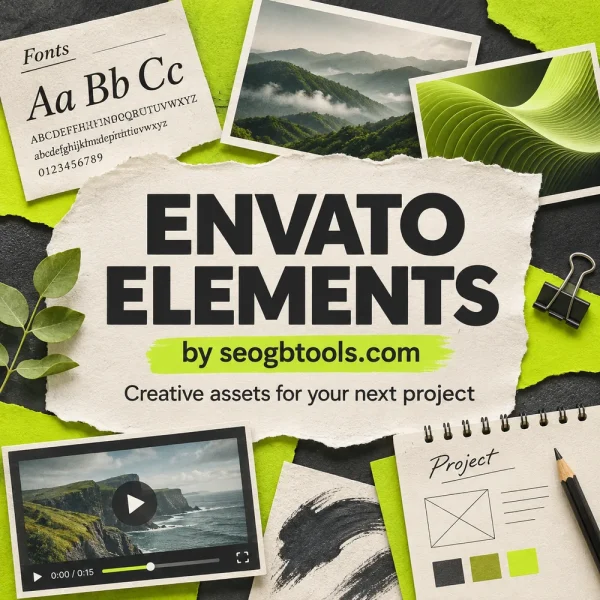 Fonts
Aa Bb Cc
0123456789
ENVATO
ELEMENTS
by seogbtools.com
Creative assets for your next project
0:00 / 0:15
Project